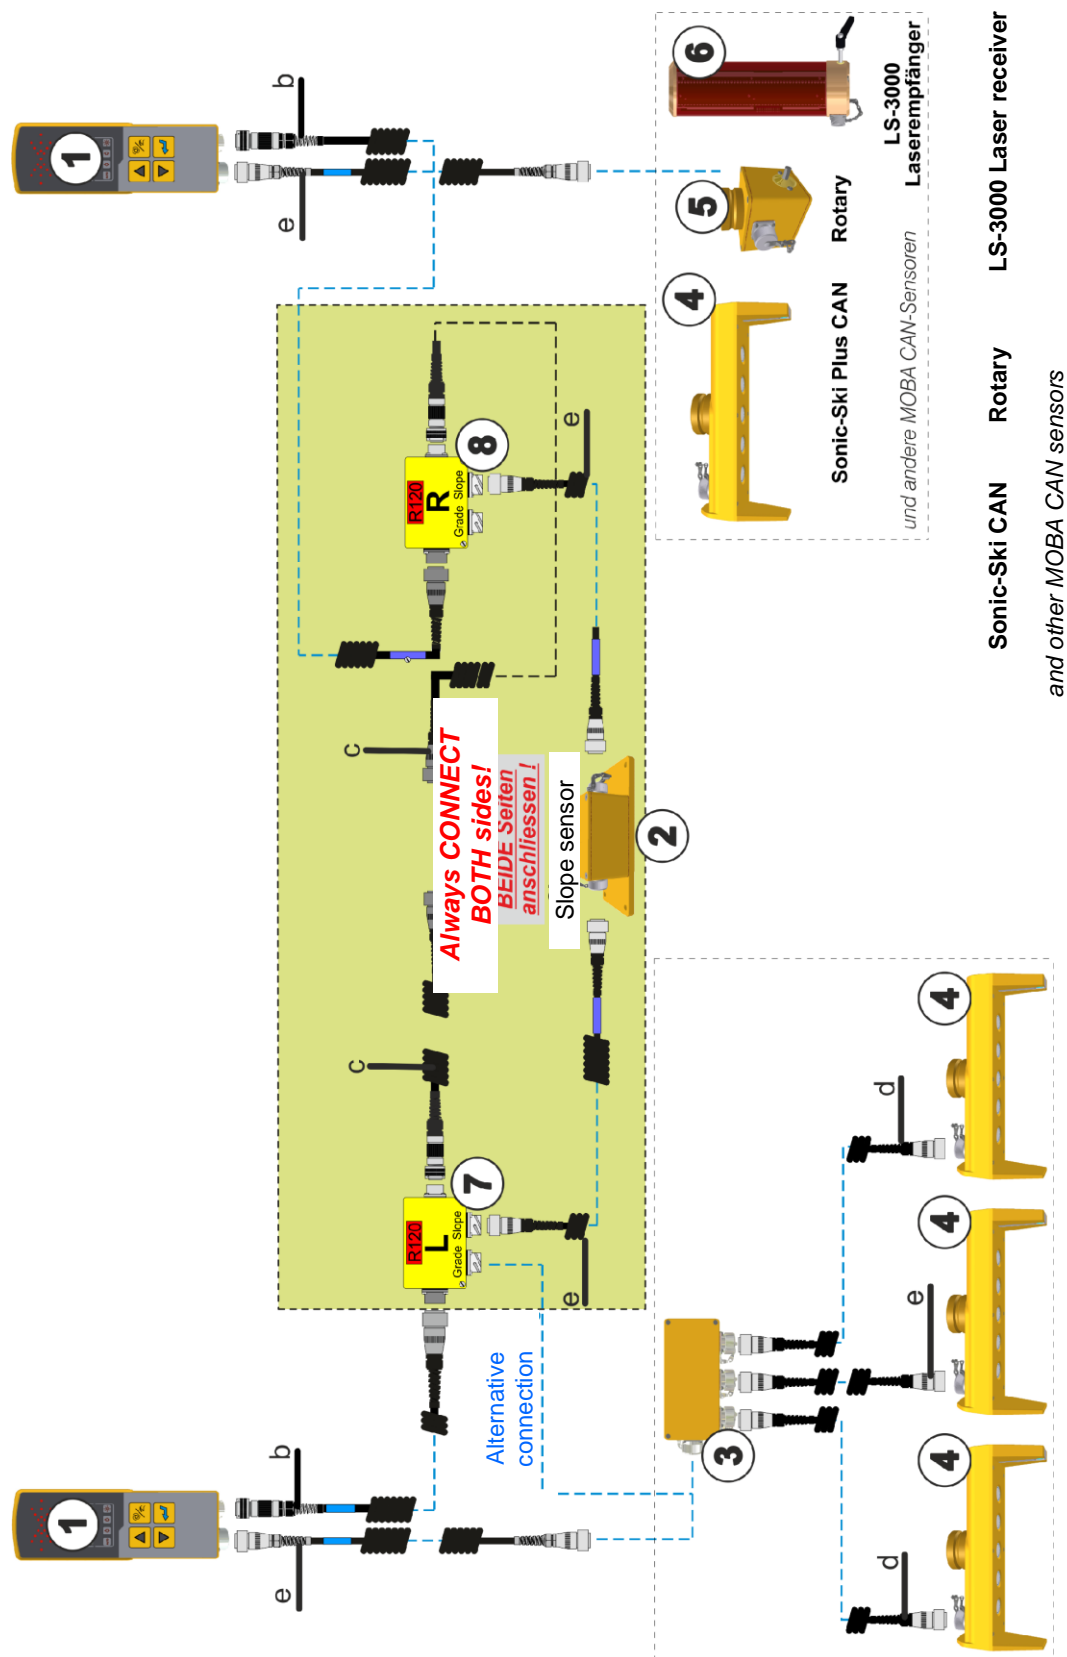 1
b
e
6
LS-3000
Laserempfänger
5
Rotary
4
Sonic-Ski Plus CAN
und andere MOBA CAN-Sensoren
LS-3000 Laser receiver
Rotary
Sonic-Ski CAN
and other MOBA CAN sensors
R120
R
Grade Slope
8
e
c
Always CONNECT
BOTH sides!
BEIDE Seiten
anschliessen !
Slope sensor
2
c
R120
L
Grade Slope
7
e
Alternative
connection
1
b
e
3
d
4
e
4
d
4